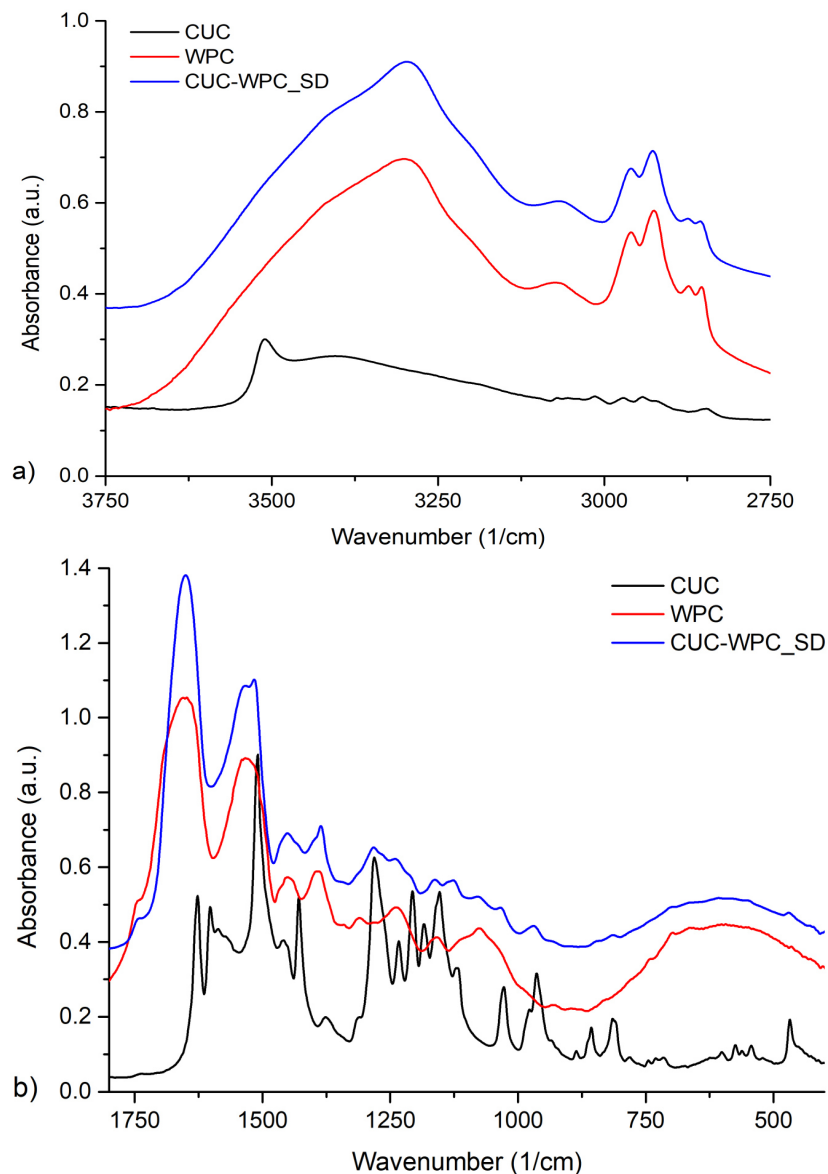 CUC
WPC
CUC-WPC_SD
Absorbance (a.u.)
1.0
0.8
0.6
0.4
0.2
0.0
3750 3500 3250 3000 2750
a)
Wavenumber (1/cm)
CUC
WPC
CUC-WPC_SD
Absorbance (a.u.)
1.4
1.2
1.0
0.8
0.6
0.4
0.2
0.0
1750 1500 1250 1000 750 500
b)
Wavenumber (1/cm)